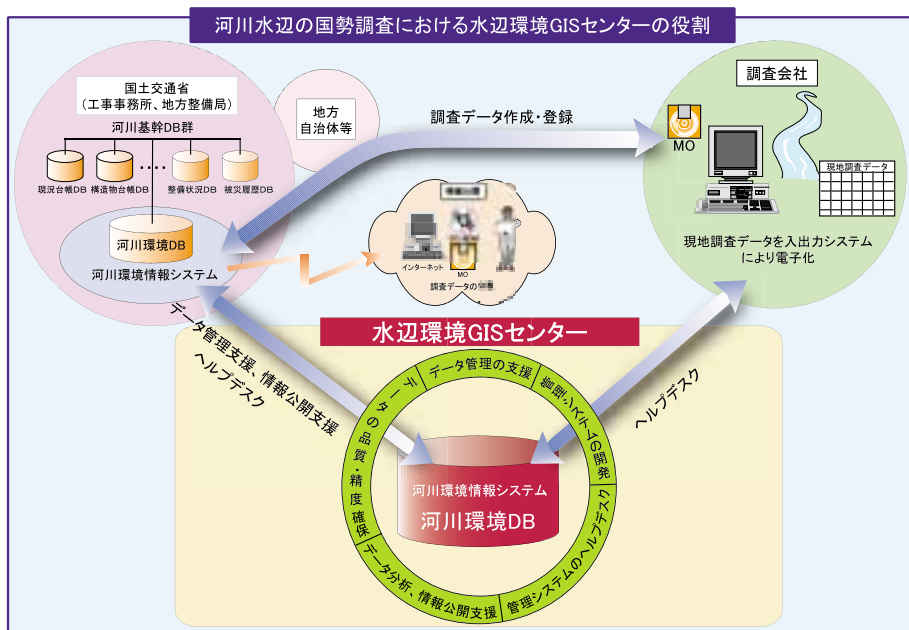 河川水辺の国勢調査における水辺環境GISセンターの役割
国土交通省
(工事事務所、地方整備局)
河川基幹DB群
現況台帳DB
構造物台帳DB
整備状況DB
被災履歴DB
河川環境DB
河川環境情報システム
地方
自治体等
調査データ作成・登録
調査会社
MO
現地調査データ
現地調査データを入出力システム
により電子化
インターネット
MO
調査データの
データ管理支援、情報公開支援
ヘルプデスク
水辺環境GISセンター
ヘルプデスク
データ管理の支援
管理システムの開発
管理システムのヘルプデスク
データ分析、情報公開支援
データの品質・精度確保
河川環境情報システム
河川環境DB